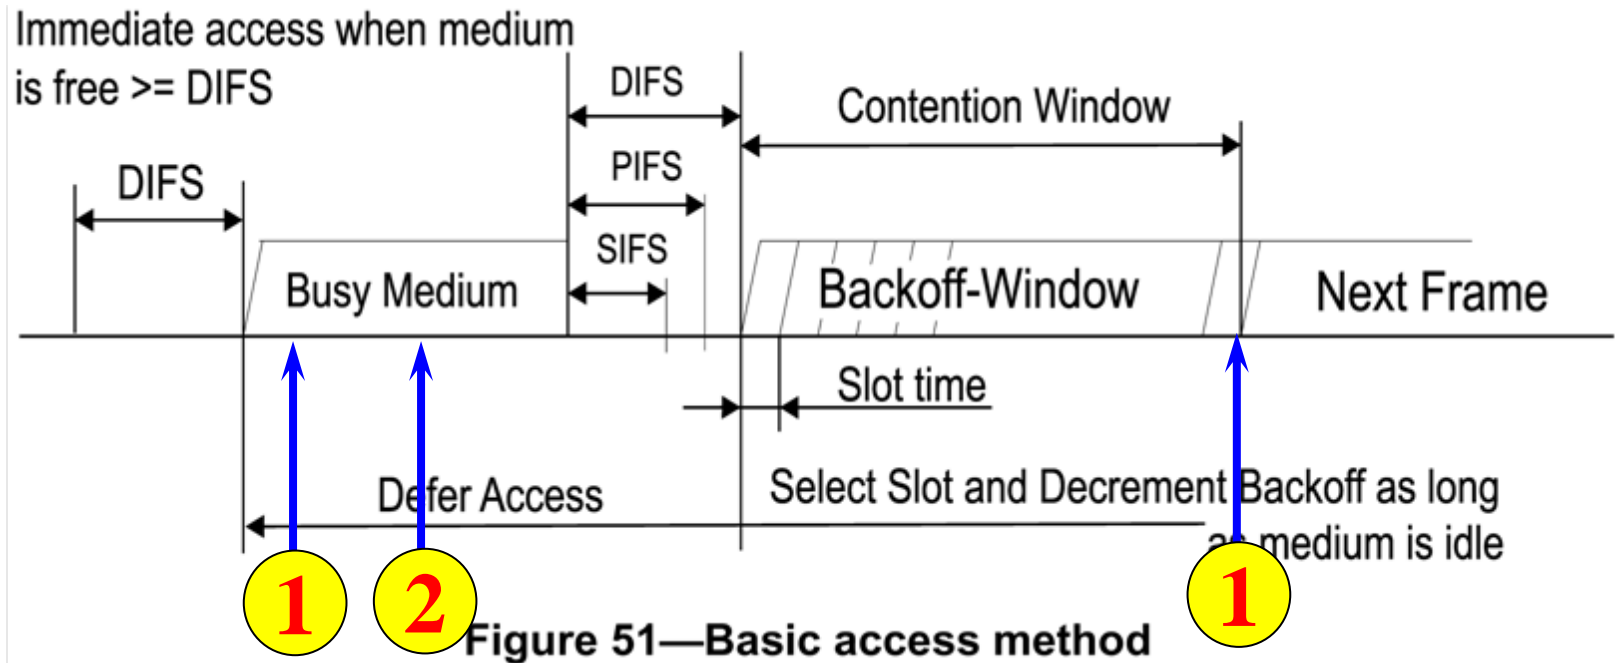 Immediate access when medium
is free >= DIFS
DIFS
DIFS
PIFS
SIFS
Contention Window
Busy Medium
Backoff-Window
Next Frame
Slot time
Defer Access
Select Slot and Decrement Backoff as long
as medium is idle
1
2
1
Figure 51—Basic access method